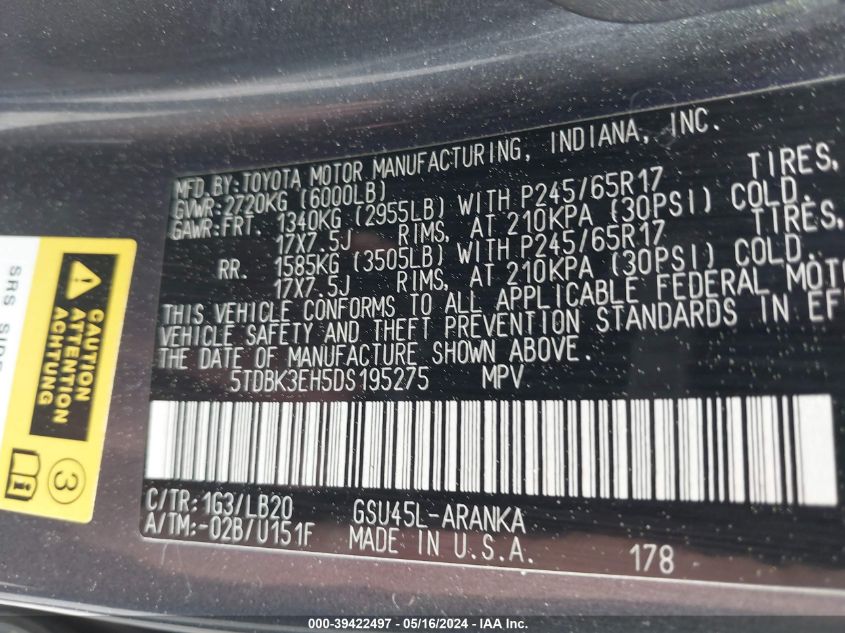 MFD.BY:TOYOTA MOTOR MANUFACTURING, INDIANA, INC.
GVWR:2720KG (6000LB)
GAWR:FRT. 1340KG (2955LB) WITH P245/65R17 TIRES,
17X7.5J RIMS, AT 210KPA (30PSI) COLD.
RR. 1585KG (3505LB) WITH P245/65R17 TIRES,
17X7.5J RIMS, AT 210KPA (30PSI) COLD.
THIS VEHICLE CONFORMS TO ALL APPLICABLE FEDERAL MOT
VEHICLE SAFETY AND THEFT PREVENTION STANDARDS IN EF
THE DATE OF MANUFACTURE SHOWN ABOVE.
5TDBK3EH5DS195275 MPV
C/TR:1G3/LB20 GSU45L-ARANKA
A/TM:-02B/U151F MADE IN U.S.A. 178
CAUTION
ATTENTION
ACHTUNG
SRS SIDE
3
000-39422497 - 05/16/2024 - IAA Inc.